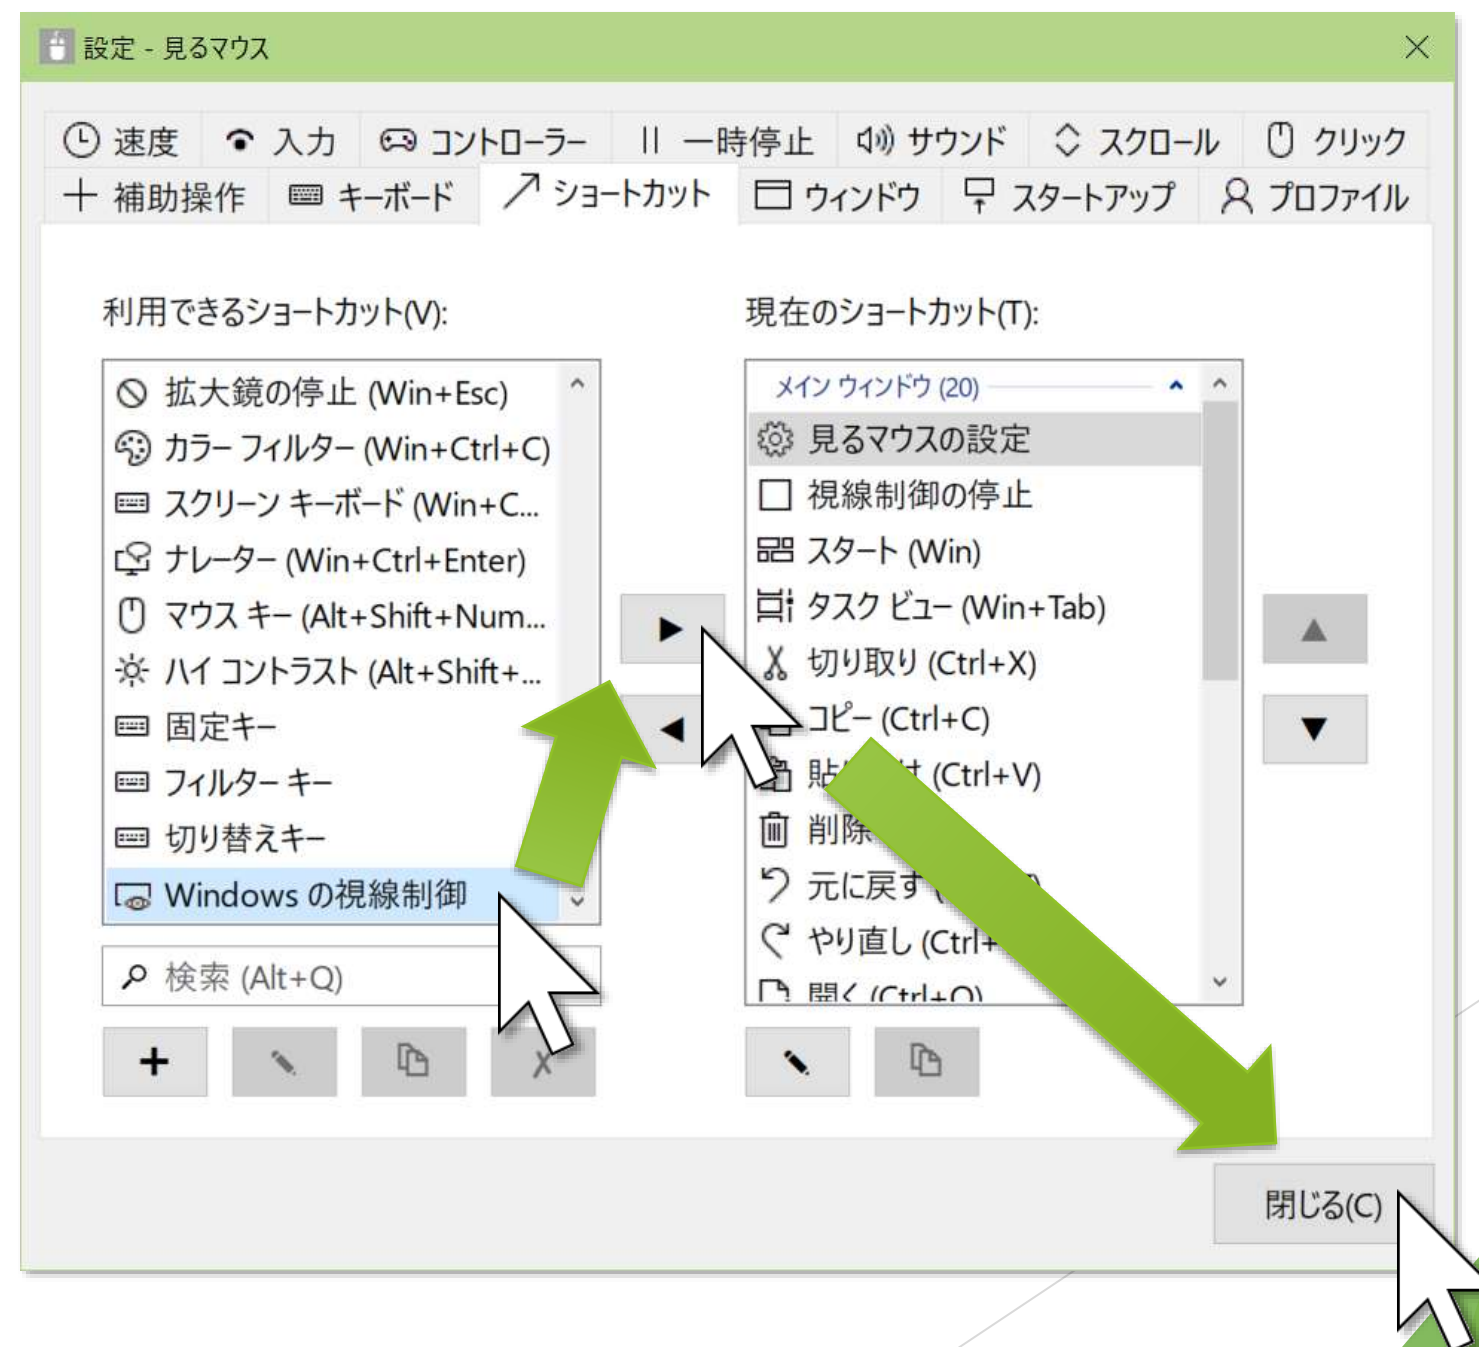 設定 - 見るマウス
速度 入力 コントローラー 一時停止 サウンド スクロール クリック
補助操作 キーボード ショートカット ウィンドウ スタートアップ プロファイル
利用できるショートカット(V):
拡大鏡の停止 (Win+Esc)
カラー フィルター (Win+Ctrl+C)
スクリーン キーボード (Win+C...
ナレーター (Win+Ctrl+Enter)
マウス キー (Alt+Shift+Num...
ハイ コントラスト (Alt+Shift+...
固定キー
フィルター キー
切り替えキー
Windows の視線制御
検索 (Alt+Q)
現在のショートカット(T):
メイン ウィンドウ (20)
見るマウスの設定
視線制御の停止
スタート (Win)
タスク ビュー (Win+Tab)
切り取り (Ctrl+X)
コピー (Ctrl+C)
(Ctrl+V)
削除
元に戻す
やり直し (Ctrl+
開く (Ctrl+O)
閉じる(C)